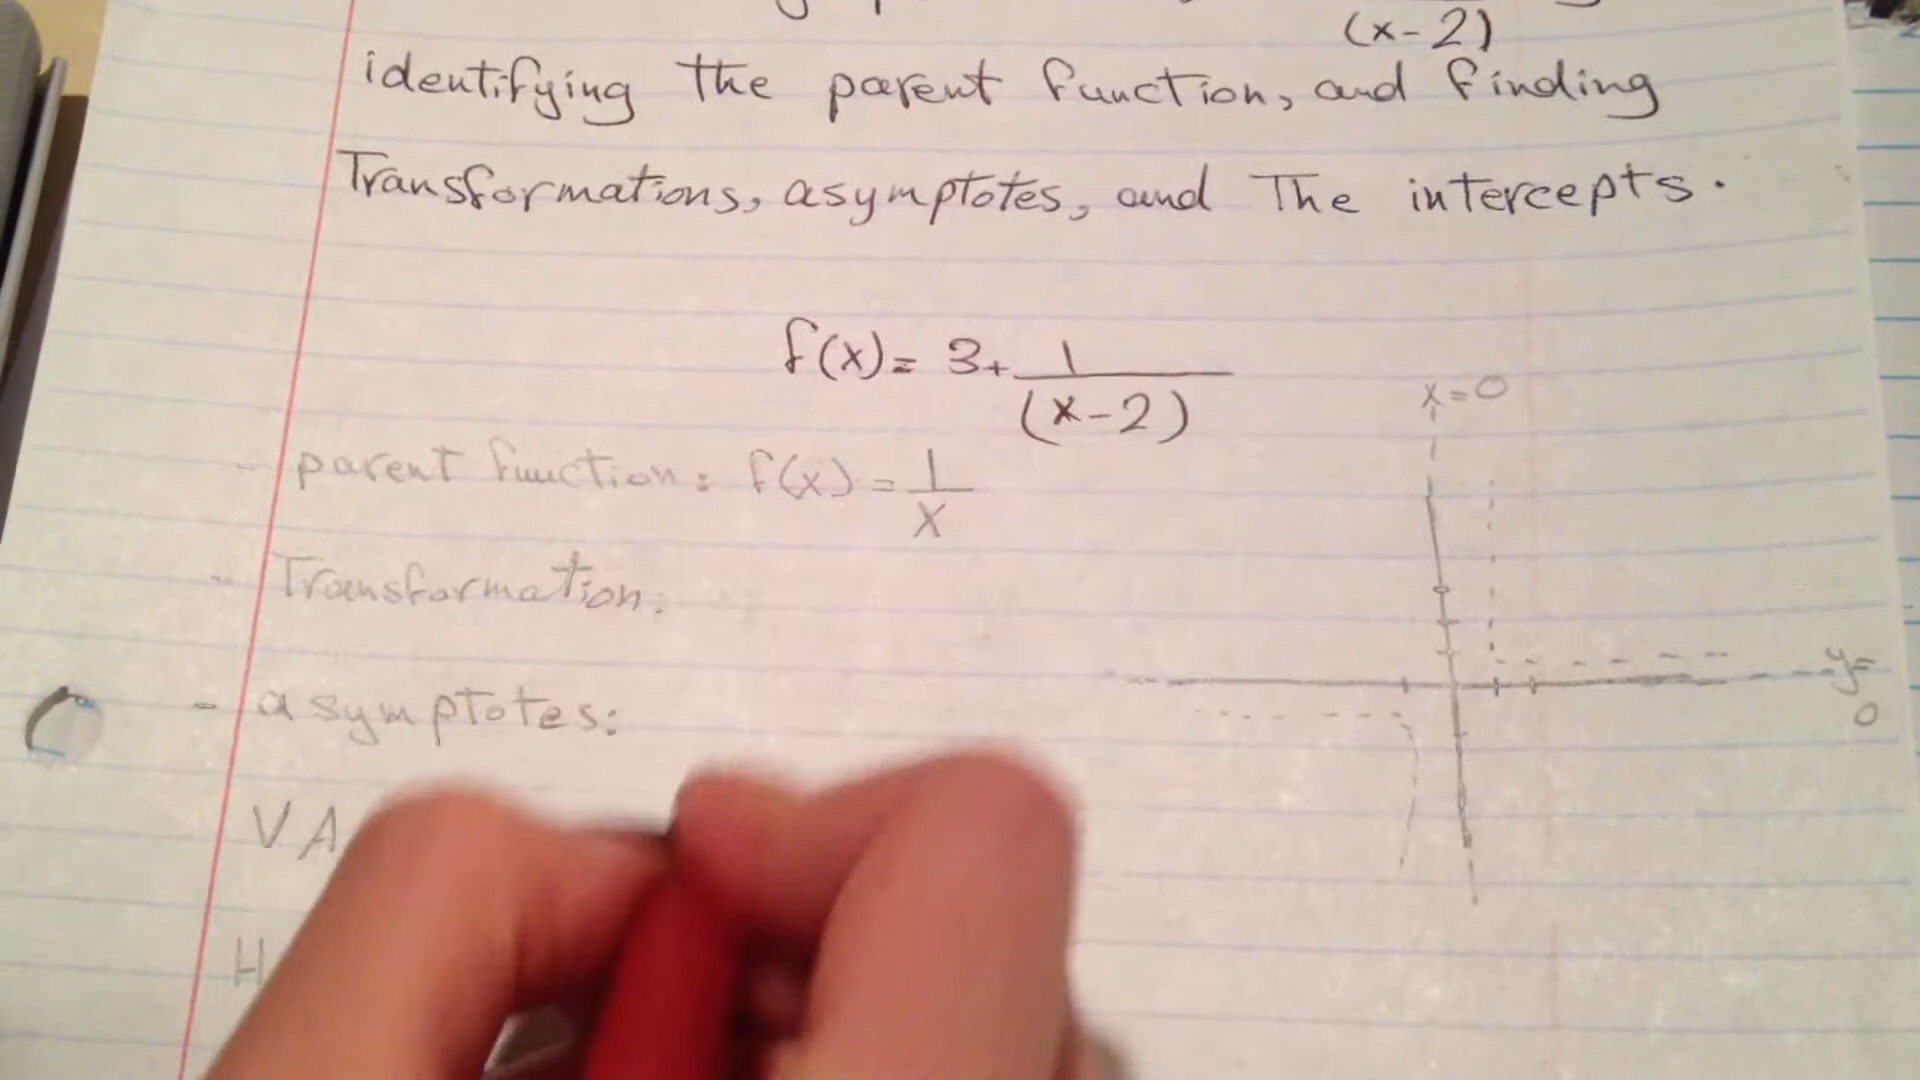 (x-2)
identifying the parent function, and finding
Transformations, asymptotes, and The intercepts.
f(x)= 3+ 1/(x-2)
x=0
- parent function: f(x) = 1/x
- Transformation:
y=0
- asymptotes:
VA
H